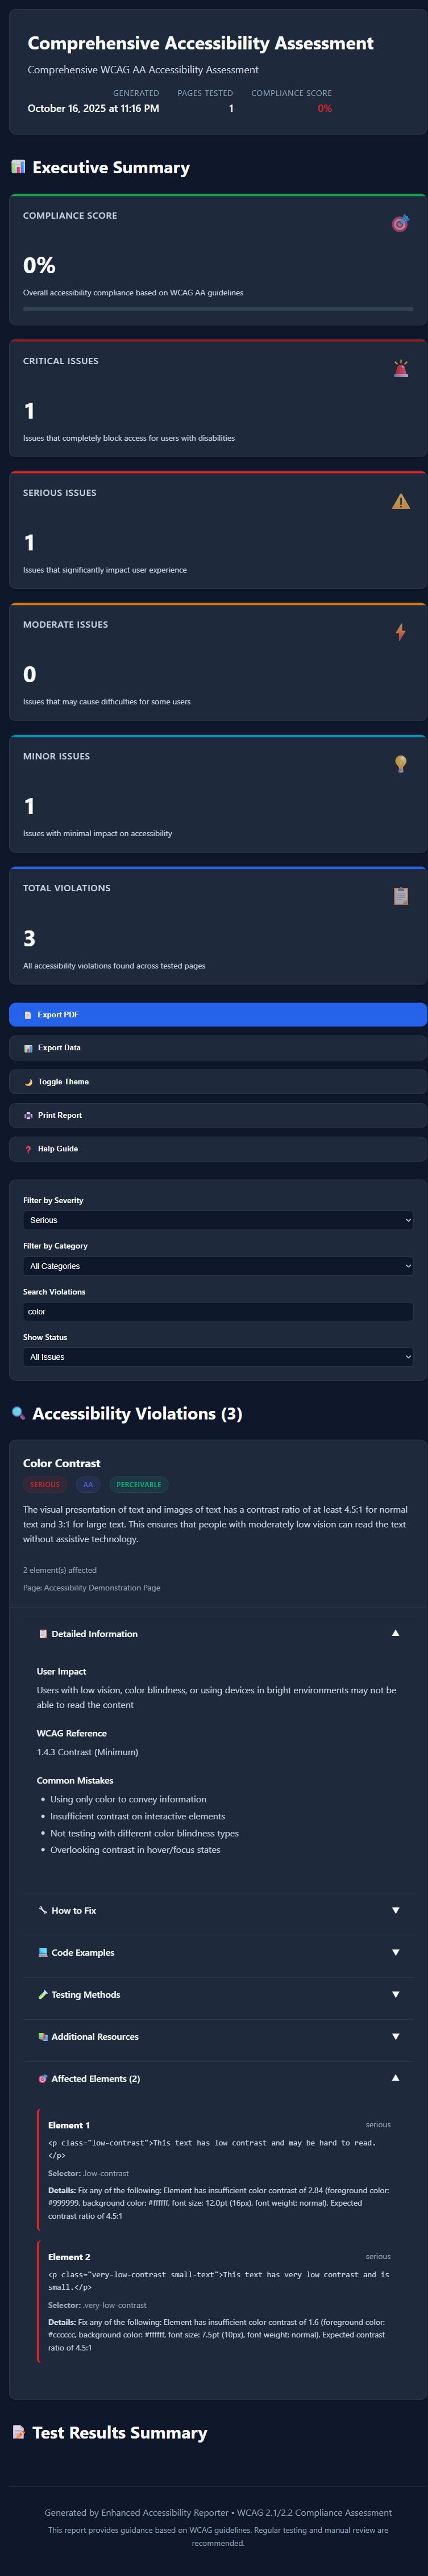 Comprehensive Accessibility Assessment
Comprehensive WCAG AA Accessibility Assessment
GENERATED PAGES TESTED COMPLIANCE SCORE
October 16, 2025 at 11:16 PM 1 0%
Executive Summary
COMPLIANCE SCORE
0%
Overall accessibility compliance based on WCAG AA guidelines
CRITICAL ISSUES
1
Issues that completely block access for users with disabilities
SERIOUS ISSUES
1
Issues that significantly impact user experience
MODERATE ISSUES
0
Issues that may cause difficulties for some users
MINOR ISSUES
1
Issues with minimal impact on accessibility
TOTAL VIOLATIONS
3
All accessibility violations found across tested pages
Export PDF
Export Data
Toggle Theme
Print Report
Help Guide
Filter by Severity
Serious
Filter by Category
All Categories
Search Violations
color
Show Status
All Issues
Accessibility Violations (3)
Color Contrast
SERIOUS AA PERCEIVABLE
The visual presentation of text and images of text has a contrast ratio of at least 4.5:1 for normal
text and 3:1 for large text. This ensures that people with moderately low vision can read the text
without assistive technology.
2 element(s) affected
Page: Accessibility Demonstration Page
Detailed Information ▲
User Impact
Users with low vision, color blindness, or using devices in bright environments may not be
able to read the content
WCAG Reference
1.4.3 Contrast (Minimum)
Common Mistakes
• Using only color to convey information
• Insufficient contrast on interactive elements
• Not testing with different color blindness types
• Overlooking contrast in hover/focus states
How to Fix ▼
Code Examples ▼
Testing Methods ▼
Additional Resources ▼
Affected Elements (2) ▲
Element 1 serious
<p class="low-contrast">This text has low contrast and may be hard to read.
</p>
Selector: .low-contrast
Details: Fix any of the following: Element has insufficient color contrast of 2.84 (foreground color:
#999999, background color: #ffffff, font size: 12.0pt (16px), font weight: normal). Expected
contrast ratio of 4.5:1
Element 2 serious
<p class="very-low-contrast small-text">This text has very low contrast and is
small.</p>
Selector: .very-low-contrast
Details: Fix any of the following: Element has insufficient color contrast of 1.6 (foreground color:
#cccccc, background color: #ffffff, font size: 7.5pt (10px), font weight: normal). Expected contrast
ratio of 4.5:1
Test Results Summary
Generated by Enhanced Accessibility Reporter • WCAG 2.1/2.2 Compliance Assessment
This report provides guidance based on WCAG guidelines. Regular testing and manual review are
recommended.